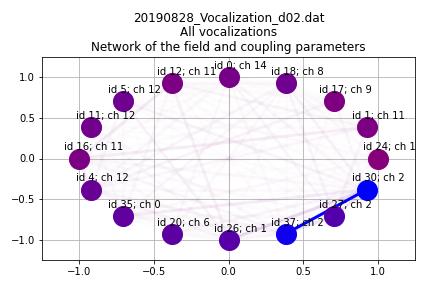 20190828_Vocalization_d02.dat
All vocalizations
Network of the field and coupling parameters
id 0; ch 14
id 12; ch 11
id 18; ch 8
id 5; ch 12
id 17; ch 9
id 11; ch 12
id 1; ch 11
id 16; ch 11
id 24; ch 1
id 4; ch 12
id 30; ch 2
id 35; ch 0
id 27; ch 2
id 20; ch 6
id 26; ch 1
id 37; ch 2
1.0
0.5
0.0
−0.5
−1.0
−1.0 −0.5 0.0 0.5 1.0